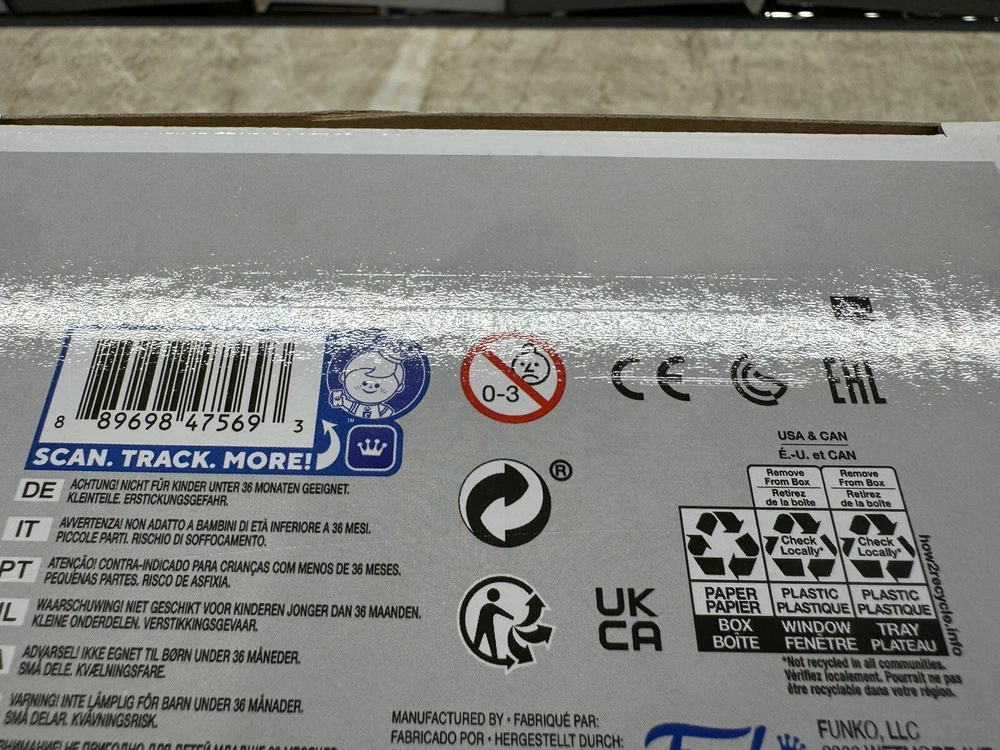 8 89698 47569 3
SCAN. TRACK. MORE!
™
0-3
CE
EAC
USA & CAN
É.-U. et CAN
Remove From Box
Retirez de la boîte
Remove From Box
Retirez de la boîte
Check Locally*
Check Locally*
PAPER
PAPIER
PLASTIC
PLASTIQUE
PLASTIC
PLASTIQUE
BOX
BOÎTE
WINDOW
FENÊTRE
TRAY
PLATEAU
how2recycle.info
*Not recycled in all communities.
Vérifiez localement. Pourrait ne pas
être recyclable dans votre région.
®
UK
CA
DE
ACHTUNG! NICHT FÜR KINDER UNTER 36 MONATEN GEEIGNET.
KLEINTEILE. ERSTICKUNGSGEFAHR.
IT
AVVERTENZA! NON ADATTO A BAMBINI DI ETÀ INFERIORE A 36 MESI.
PICCOLE PARTI. RISCHIO DI SOFFOCAMENTO.
PT
ATENÇÃO! CONTRA-INDICADO PARA CRIANÇAS COM MENOS DE 36 MESES.
PEQUENAS PARTES. RISCO DE ASFIXIA.
WAARSCHUWING! NIET GESCHIKT VOOR KINDEREN JONGER DAN 36 MAANDEN.
KLEINE ONDERDELEN. VERSTIKKINGSGEVAAR.
ADVARSEL! IKKE EGNET TIL BØRN UNDER 36 MÅNEDER.
SMÅ DELE. KVÆLNINGSFARE.
VARNING! INTE LÄMPLIG FÖR BARN UNDER 36 MÅNADER.
SMÅ DELAR. KVÄVNINGSRISK.
MANUFACTURED BY • FABRIQUÉ PAR:
FABRICADO POR • HERGESTELLT DURCH:
FUNKO, LLC